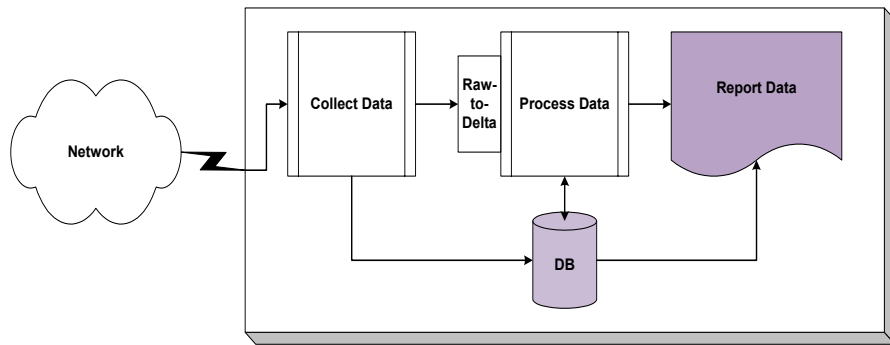 Network
Collect Data
Raw-
to-
Delta
Process Data
Report Data
DB